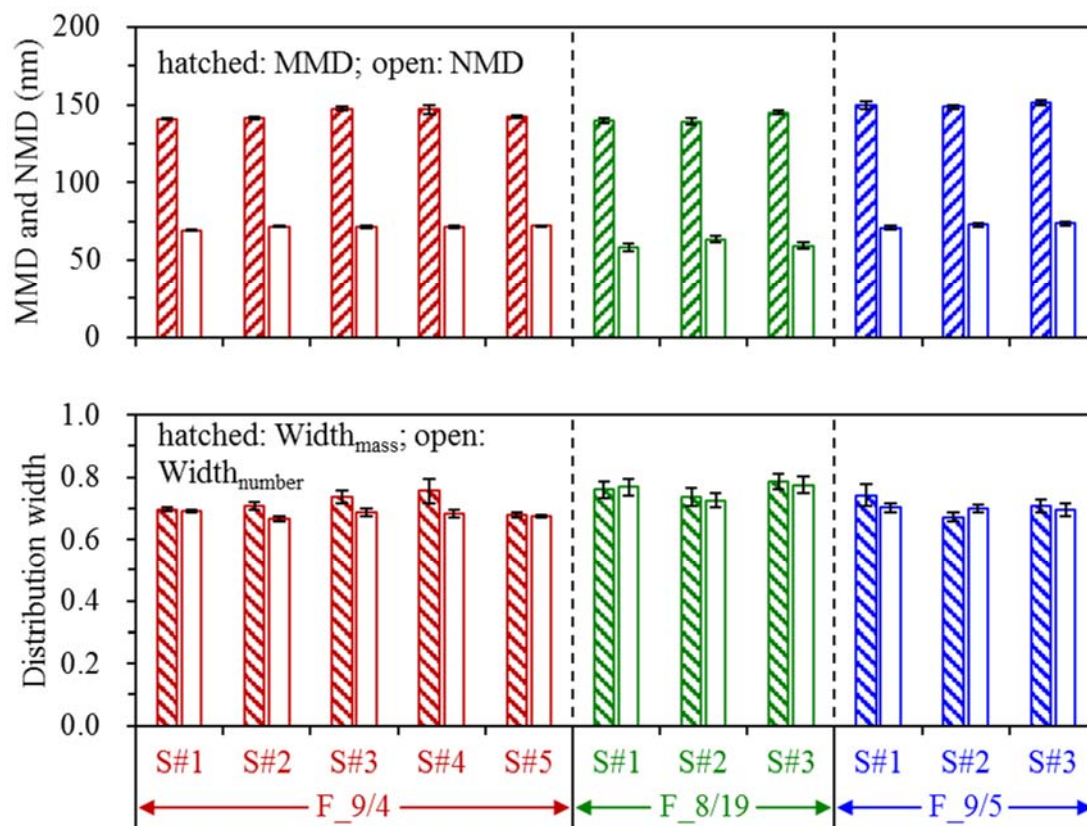 200
150
100
50
0
MMD and NMD (nm)
hatched: MMD; open: NMD
1.0
0.8
0.6
0.4
0.2
0.0
Distribution width
hatched: Width_mass; open:
Width_number
S#1 S#2 S#3 S#4 S#5 S#1 S#2 S#3 S#1 S#2 S#3
F_9/4 F_8/19 F_9/5